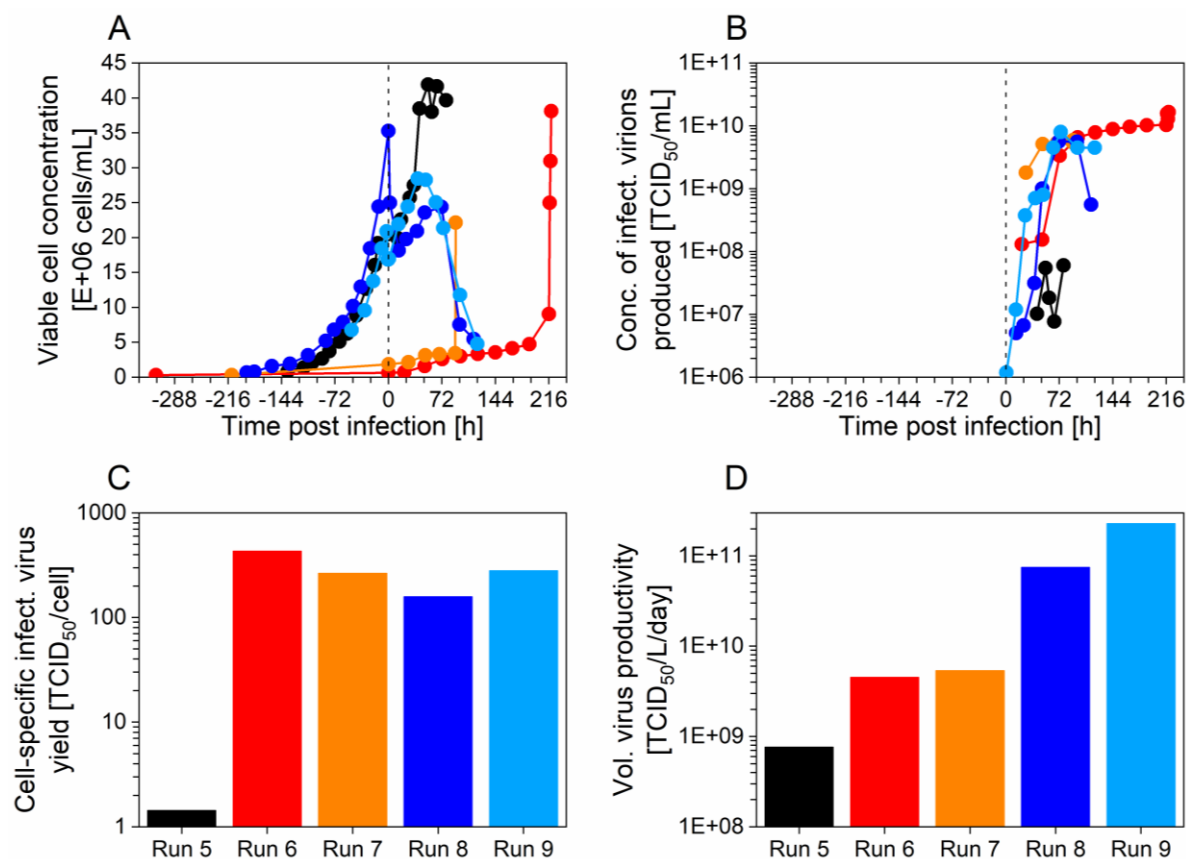 A
Viable cell concentration
[E+06 cells/mL]
45
40
35
30
25
20
15
10
5
0
-288 -216 -144 -72 0 72 144 216
Time post infection [h]
B
Conc. of infect. virions
produced [TCID50/mL]
1E+11
1E+10
1E+09
1E+08
1E+07
1E+06
-288 -216 -144 -72 0 72 144 216
Time post infection [h]
C
Cell-specific infect. virus
yield [TCID50/cell]
1000
100
10
1
Run 5 Run 6 Run 7 Run 8 Run 9
D
Vol. virus productivity
[TCID50/L/day]
1E+11
1E+10
1E+09
1E+08
Run 5 Run 6 Run 7 Run 8 Run 9